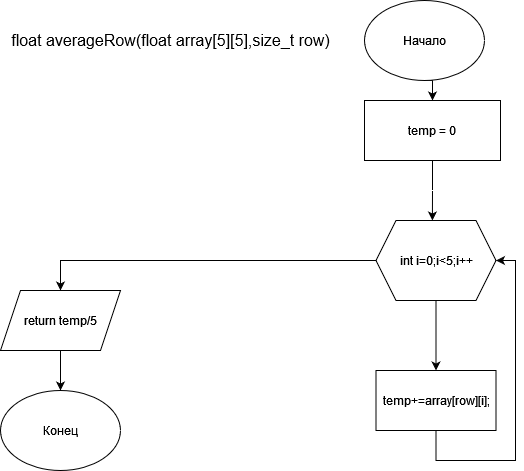 float averageRow(float array[5][5],size_t row)
Начало
temp = 0
int i=0;i<5;i++
return temp/5
temp+=array[row][i];
Конец